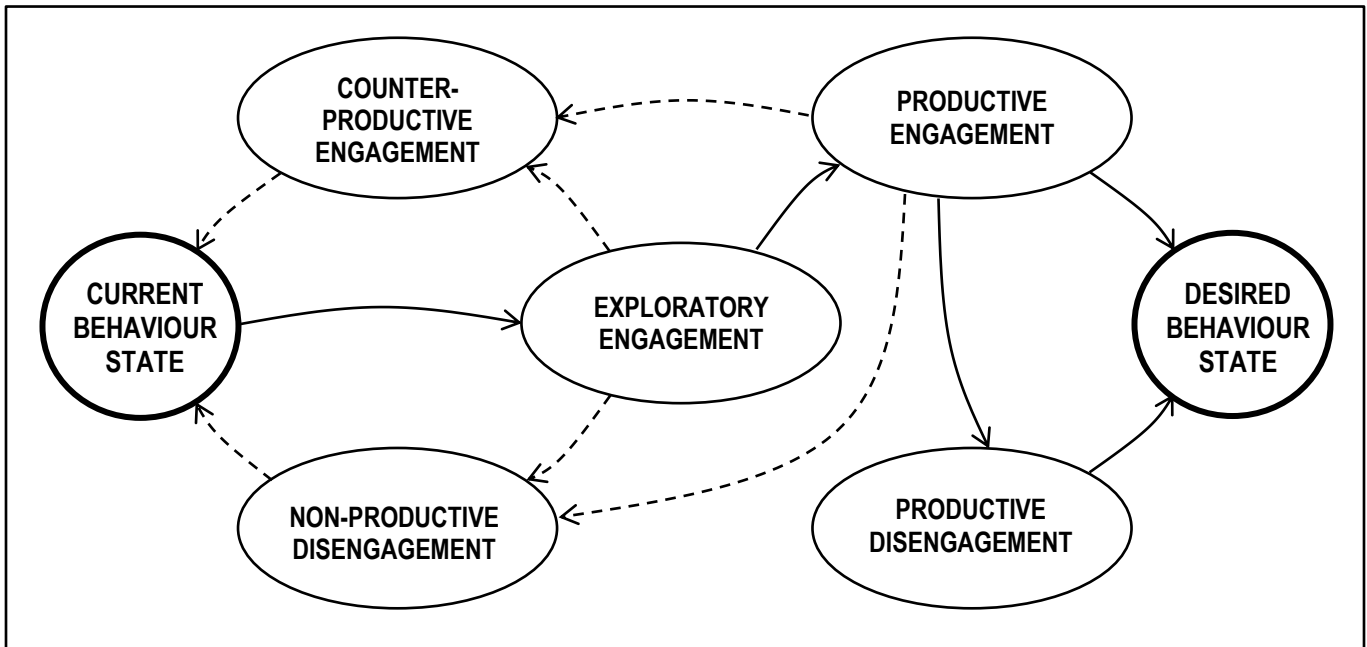 COUNTER-
PRODUCTIVE
ENGAGEMENT
PRODUCTIVE
ENGAGEMENT
CURRENT
BEHAVIOUR
STATE
EXPLORATORY
ENGAGEMENT
DESIRED
BEHAVIOUR
STATE
NON-PRODUCTIVE
DISENGAGEMENT
PRODUCTIVE
DISENGAGEMENT